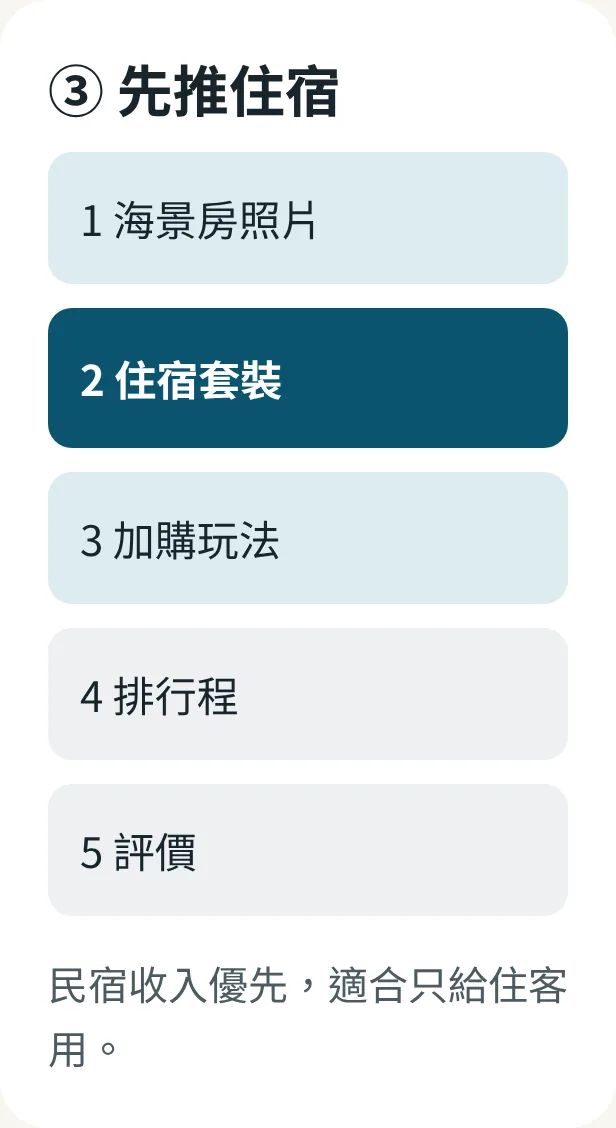 ③ 先推住宿
1 海景房照片
2 住宿套裝
3 加購玩法
4 排行程
5 評價
民宿收入優先，適合只給住客
用。